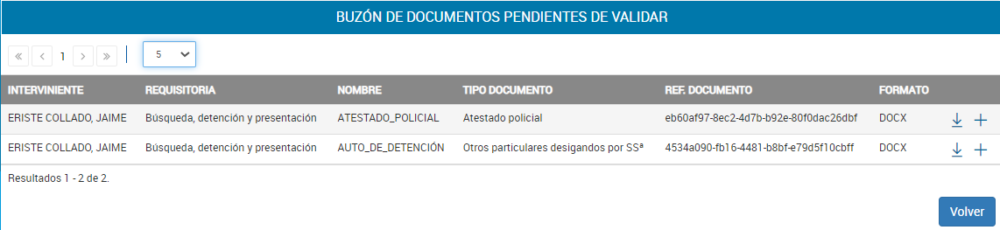 BUZÓN DE DOCUMENTOS PENDIENTES DE VALIDAR
« ‹ 1 › » 5
INTERVINIENTE REQUISITORIA NOMBRE TIPO DOCUMENTO REF. DOCUMENTO FORMATO
ERISTE COLLADO, JAIME Búsqueda, detención y presentación ATESTADO_POLICIAL Atestado policial eb60af97-8ec2-4d7b-b92e-80f0dac26dbf DOCX
ERISTE COLLADO, JAIME Búsqueda, detención y presentación AUTO_DE_DETENCIÓN Otros particulares desigandos por SSª 4534a090-fb16-4481-b8bf-e79d5f10cbff DOCX
Resultados 1 - 2 de 2.
Volver